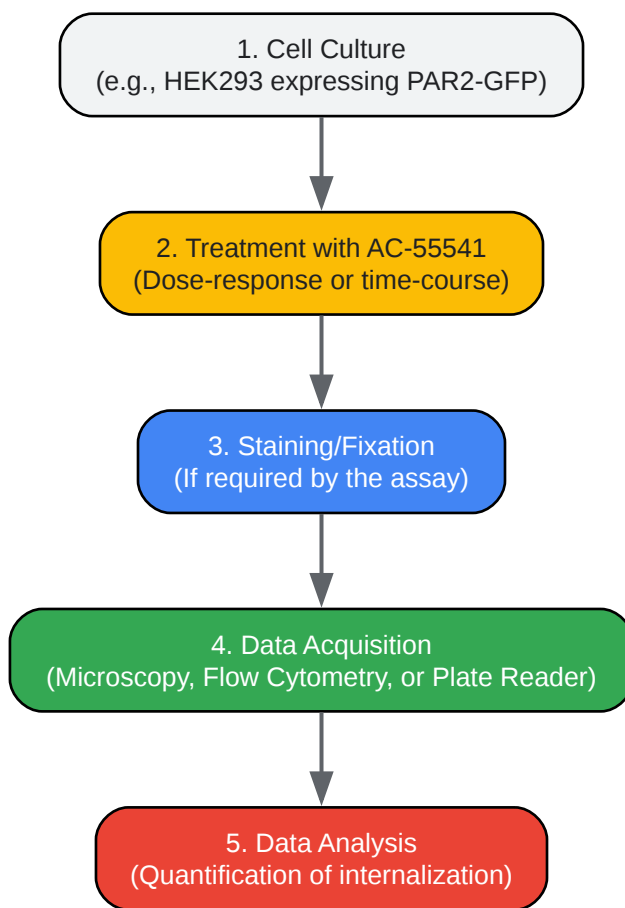 1. Cell Culture
(e.g., HEK293 expressing PAR2-GFP)
2. Treatment with AC-55541
(Dose-response or time-course)
3. Staining/Fixation
(If required by the assay)
4. Data Acquisition
(Microscopy, Flow Cytometry, or Plate Reader)
5. Data Analysis
(Quantification of internalization)